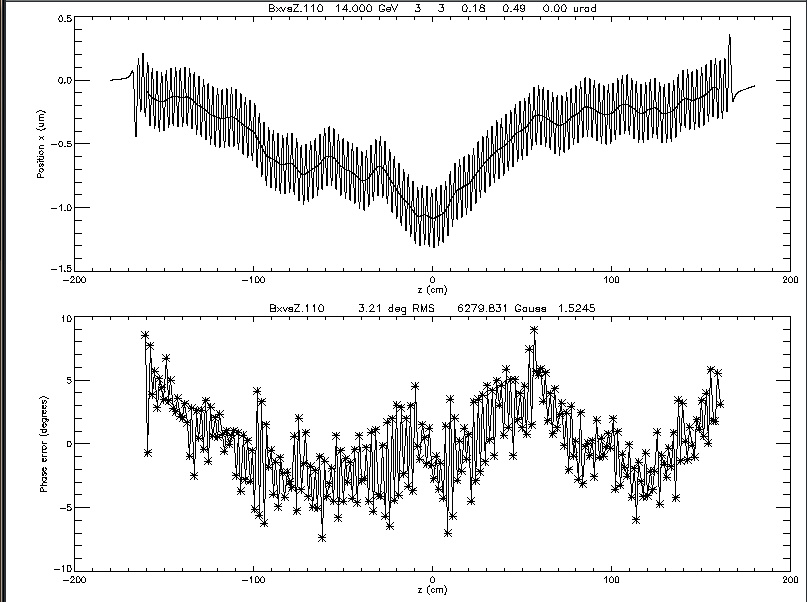 BxvsZ.110 14.000 GeV 3 3 0.18 0.49 0.00 urad
0.5
0.0
-0.5
-1.0
-1.5
Position x (um)
-200 -100 0 100 200
z (cm)
BxvsZ.110 3.21 deg RMS 6279.831 Gauss 1.5245
10
5
0
-5
-10
Phase error (degrees)
-200 -100 0 100 200
z (cm)